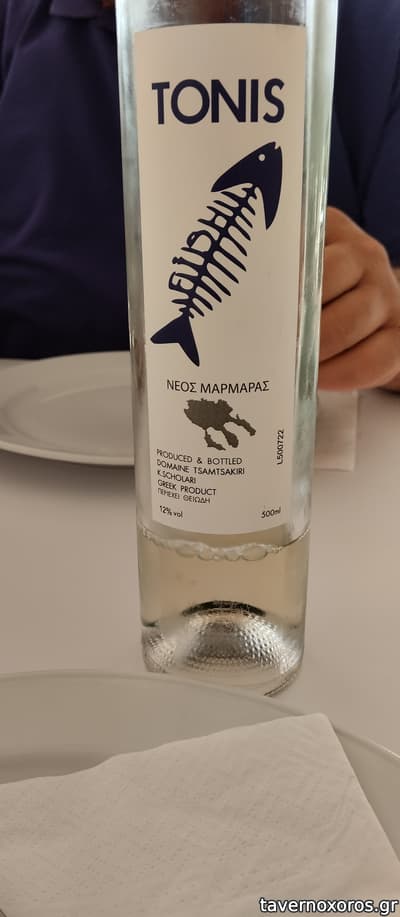 TONIS
ΝΕΟΣ ΜΑΡΜΑΡΑΣ
PRODUCED & BOTTLED
DOMAINE TSAMTSAKIRI
K.SCHOLARI
GREEK PRODUCT
ΠΕΡΙΕΧΕΙ ΘΕΙΩΔΗ
12% vol
500ml
L500722
tavernoxoros.gr